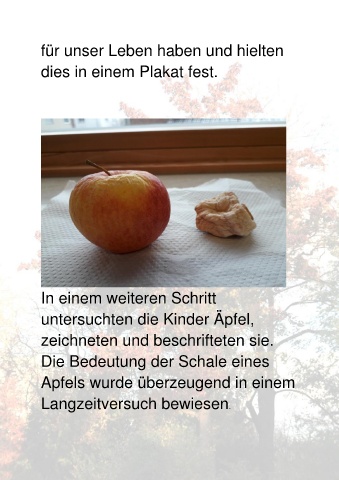 für unser Leben haben und hielten
dies in einem Plakat fest.
In einem weiteren Schritt
untersuchten die Kinder Äpfel,
zeichneten und beschrifteten sie.
Die Bedeutung der Schale eines
Apfels wurde überzeugend in einem
Langzeitversuch bewiesen